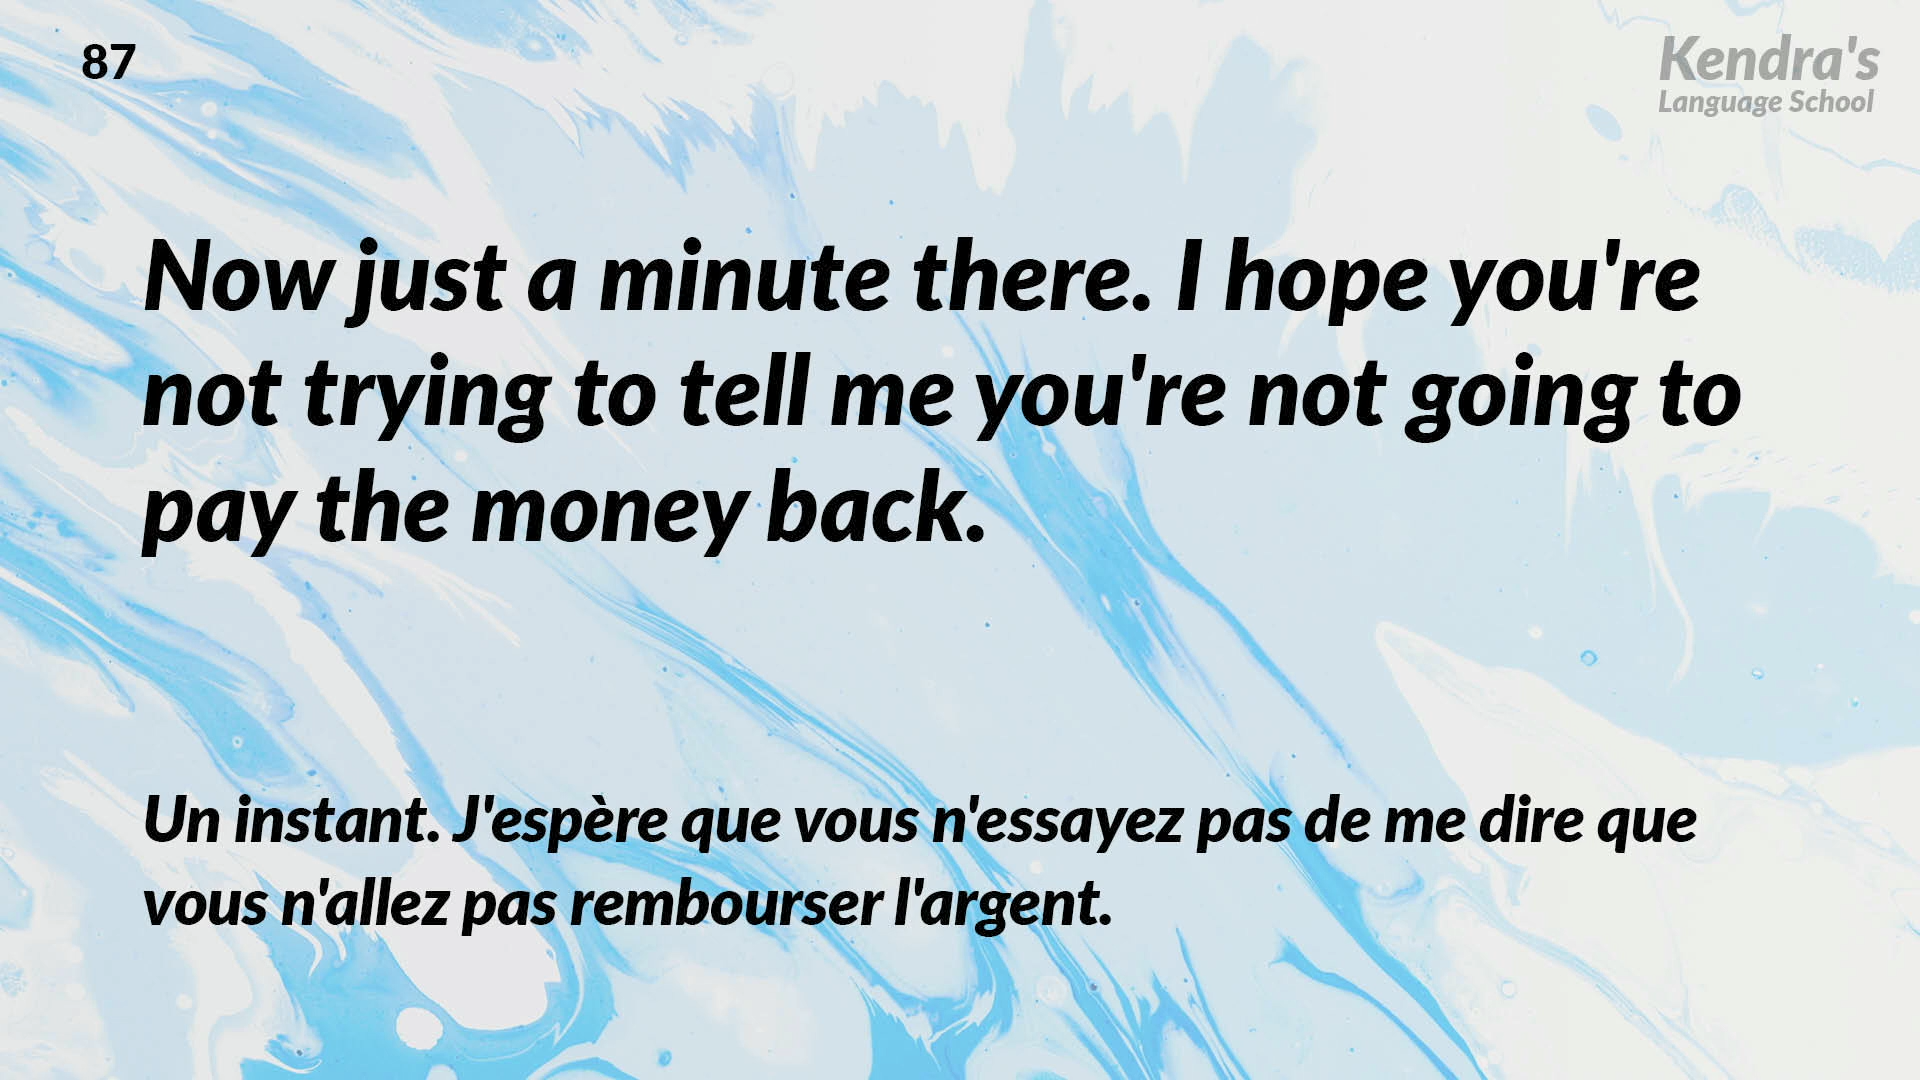 87
Kendra's
Language School
Now just a minute there. I hope you're
not trying to tell me you're not going to
pay the money back.
Un instant. J'espère que vous n'essayez pas de me dire que
vous n'allez pas rembourser l'argent.